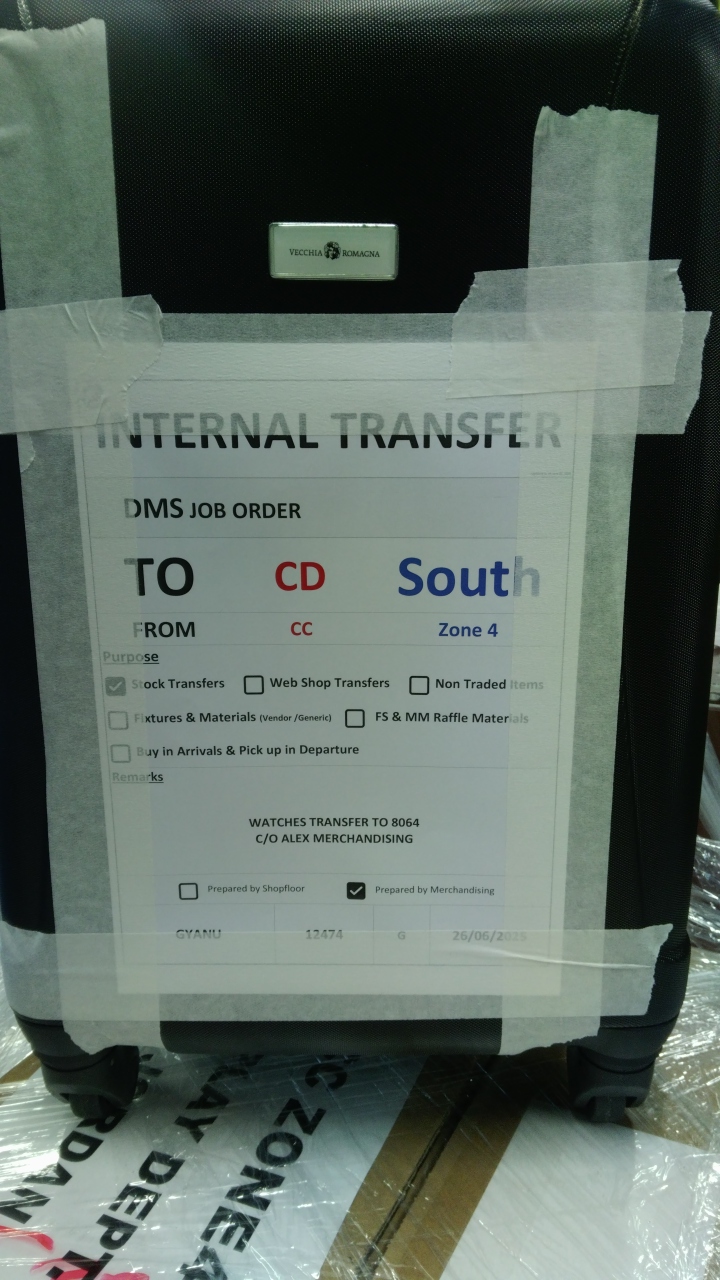 VECCHIA ROMAGNA
INTERNAL TRANSFER
DMS JOB ORDER
TO CD South
FROM CC Zone 4
Purpose
Stock Transfers Web Shop Transfers Non Traded Items
Fixtures & Materials (Vendor /Generic) FS & MM Raffle Materials
Buy in Arrivals & Pick up in Departure
Remarks
WATCHES TRANSFER TO 8064
C/O ALEX MERCHANDISING
Prepared by Shopfloor Prepared by Merchandising
GYANU 12474 G 26/06/2025
ZONE
LAY DEPT
RDAN